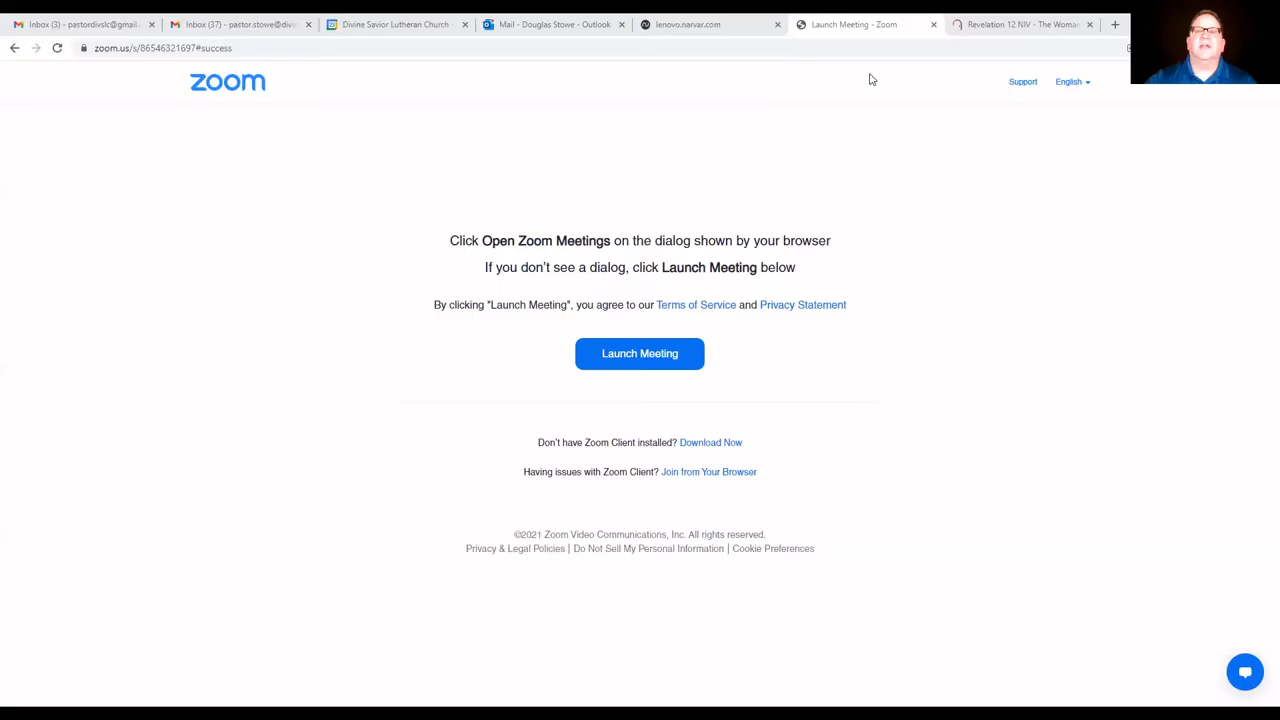 Inbox (3) - pastordivslc@gmail.
Inbox (37) - pastor.stowe@divin
Divine Savior Lutheran Church -
Mail - Douglas Stowe - Outlook
lenovo.narvar.com
Launch Meeting - Zoom
Revelation 12 NIV - The Woman
zoom.us/s/86546321697#success
zoom
Support
English
Click Open Zoom Meetings on the dialog shown by your browser
If you don't see a dialog, click Launch Meeting below
By clicking "Launch Meeting", you agree to our Terms of Service and Privacy Statement
Launch Meeting
Don't have Zoom Client installed? Download Now
Having issues with Zoom Client? Join from Your Browser
©2021 Zoom Video Communications, Inc. All rights reserved.
Privacy & Legal Policies | Do Not Sell My Personal Information | Cookie Preferences